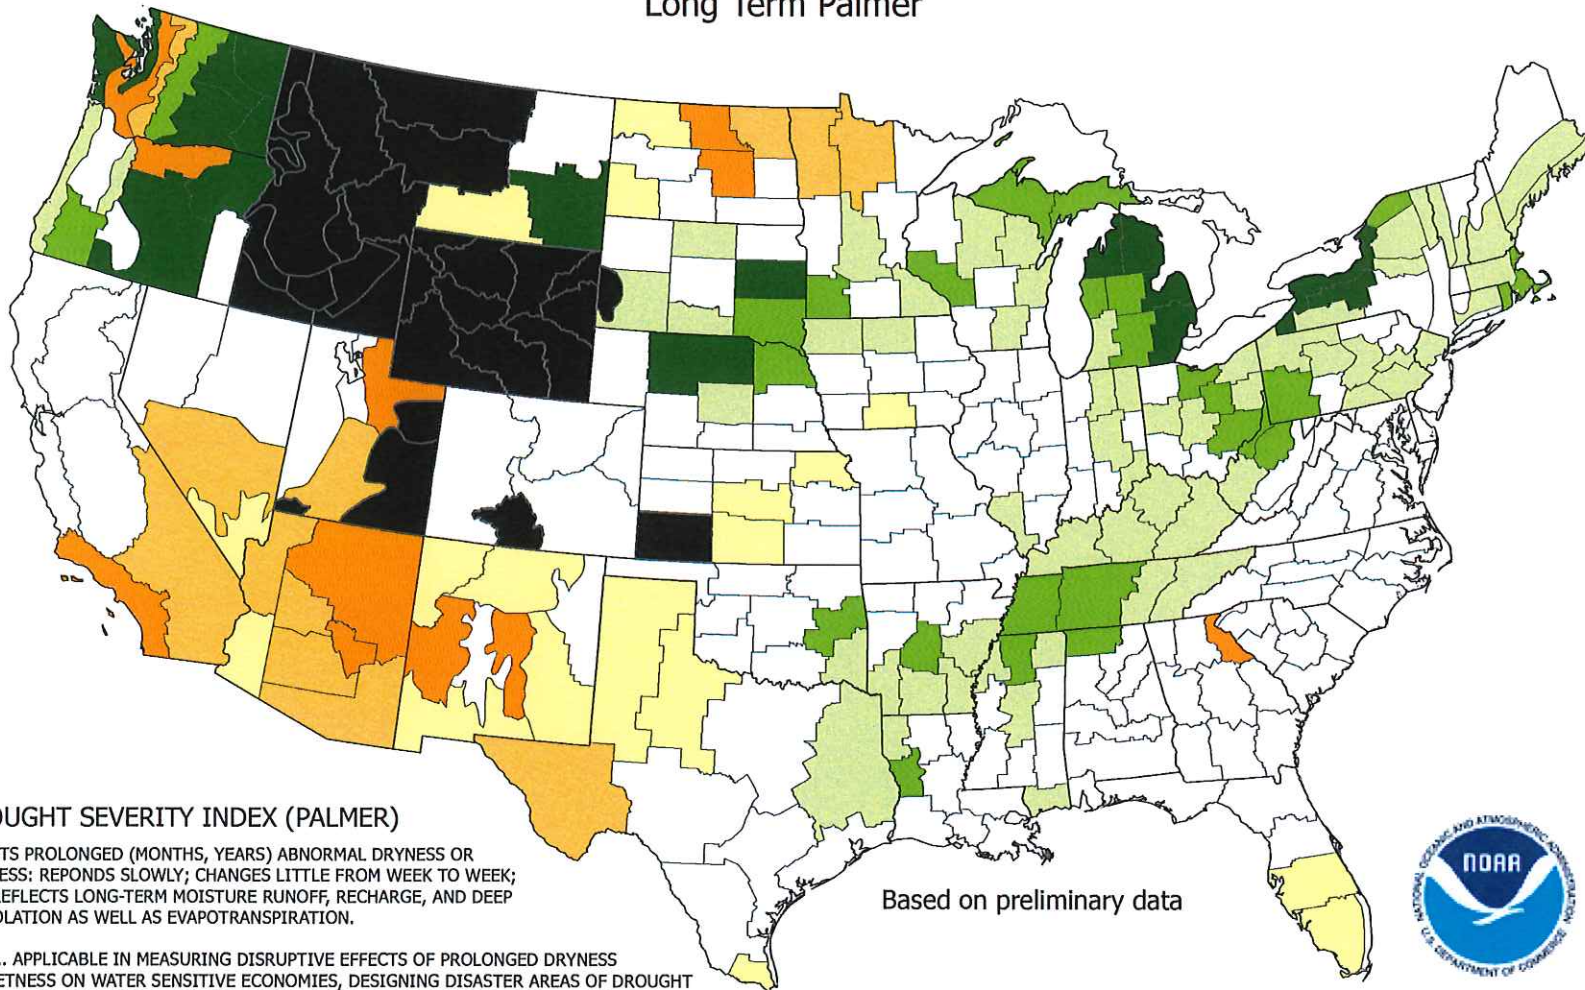 Long Term Palmer
OUGHT SEVERITY INDEX (PALMER)
TS PROLONGED (MONTHS, YEARS) ABNORMAL DRYNESS OR
ESS: REPONDS SLOWLY; CHANGES LITTLE FROM WEEK TO WEEK;
EFLECTS LONG-TERM MOISTURE RUNOFF, RECHARGE, AND DEEP
OLATION AS WELL AS EVAPOTRANSPIRATION.
.. APPLICABLE IN MEASURING DISRUPTIVE EFFECTS OF PROLONGED DRYNESS
ETNESS ON WATER SENSITIVE ECONOMIES, DESIGNING DISASTER AREAS OF DROUGHT
Based on preliminary data
NATIONAL OCEANIC AND ATMOSPHERIC ADMINISTRATION
NOAA
U.S. DEPARTMENT OF COMMERCE